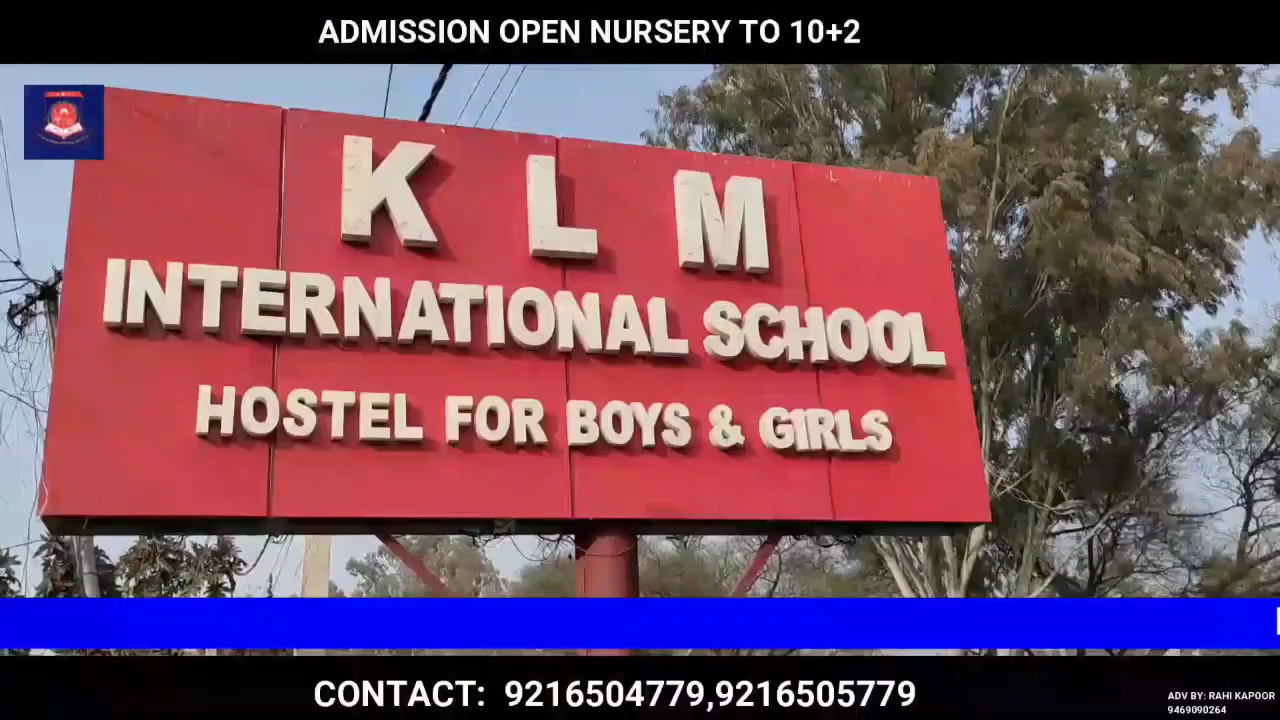 ADMISSION OPEN NURSERY TO 10+2
K L M
INTERNATIONAL SCHOOL
HOSTEL FOR BOYS & GIRLS
CONTACT: 9216504779,9216505779
ADV BY: RAHI KAPOOR
9469090264